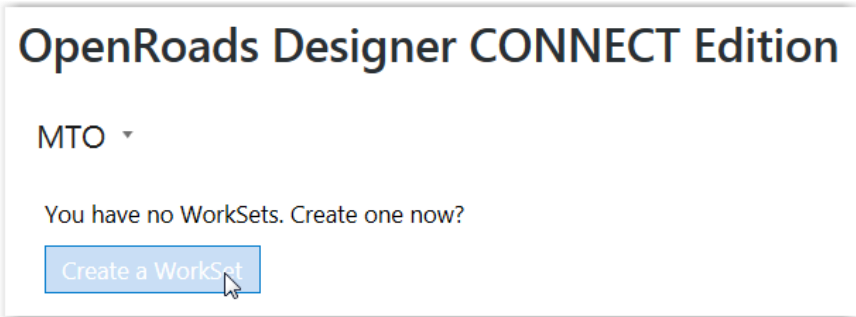 OpenRoads Designer CONNECT Edition
MTO
You have no WorkSets. Create one now?
Create a WorkSet